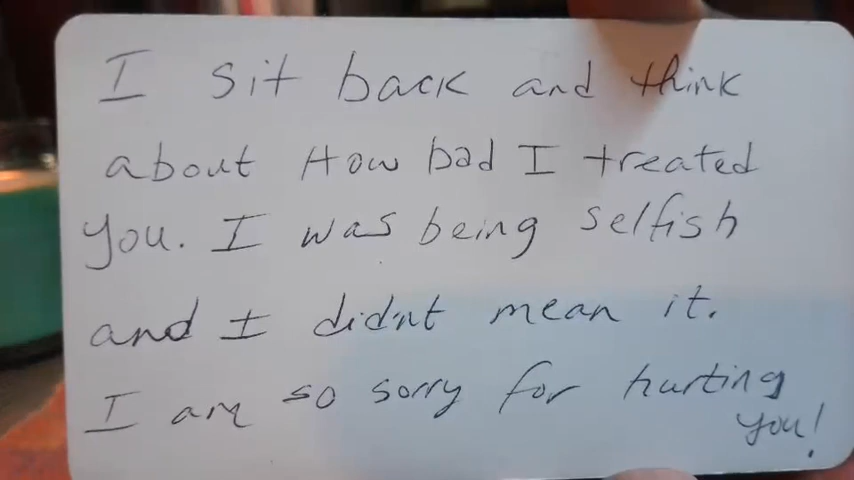 I sit back and think
about How bad I treated
you. I was being selfish
and I didnt mean it.
I am so sorry for hurting
you!